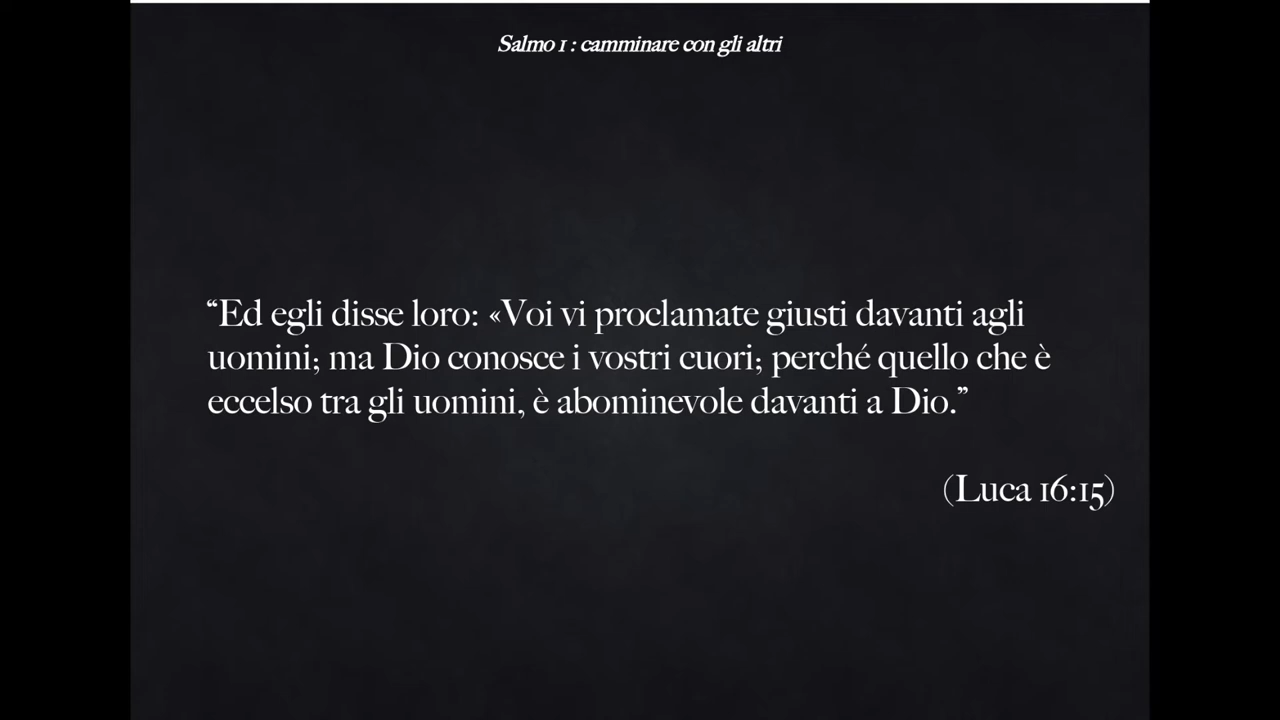 Salmo 1 : camminare con gli altri
“Ed egli disse loro: «Voi vi proclamate giusti davanti agli
uomini; ma Dio conosce i vostri cuori; perché quello che è
eccelso tra gli uomini, è abominevole davanti a Dio.”
(Luca 16:15)